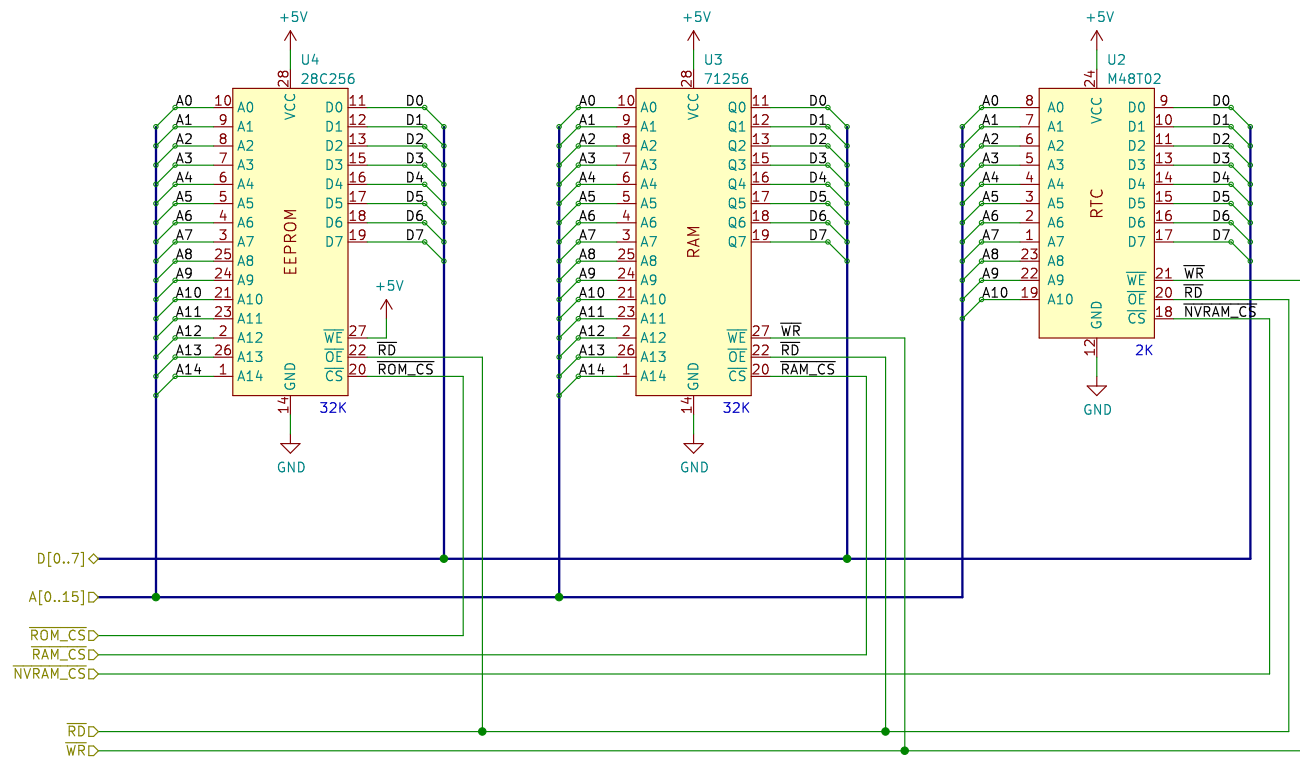 +5V +5V +5V
U4 U3 U2
28C256 71256 M48T02
28 28 24
VCC VCC VCC
A0 10 A0 D0 11 D0 A0 10 A0 Q0 11 D0 A0 8 A0 D0 9 D0
A1 9 A1 D1 12 D1 A1 9 A1 Q1 12 D1 A1 7 A1 D1 10 D1
A2 8 A2 D2 13 D2 A2 8 A2 Q2 13 D2 A2 6 A2 D2 11 D2
A3 7 A3 D3 15 D3 A3 7 A3 Q3 15 D3 A3 5 A3 D3 13 D3
A4 6 A4 D4 16 D4 A4 6 A4 Q4 16 D4 A4 4 A4 D4 14 D4
A5 5 A5 D5 17 D5 A5 5 A5 Q5 17 D5 A5 3 A5 D5 15 D5
A6 4 A6 D6 18 D6 A6 4 A6 Q6 18 D6 A6 2 A6 D6 16 D6
A7 3 A7 D7 19 D7 A7 3 A7 Q7 19 D7 A7 1 A7 D7 17 D7
EEPROM RAM RTC
A8 25 A8 A8 25 A8 A8 23 A8
A9 24 A9 A9 24 A9 A9 22 A9 WE 21 WR
A10 21 A10 +5V A10 21 A10 A10 19 A10 OE 20 RD
A11 23 A11 A11 23 A11 GND CS 18 NVRAM_CS
A12 2 A12 WE 27 A12 2 A12 WE 27 WR 12 2K
A13 26 A13 OE 22 RD A13 26 A13 OE 22 RD
A14 1 A14 GND CS 20 ROM_CS A14 1 A14 GND CS 20 RAM_CS
14 32K 14 32K GND
GND GND
D[0..7]
A[0..15]
ROM_CS
RAM_CS
NVRAM_CS
RD
WR